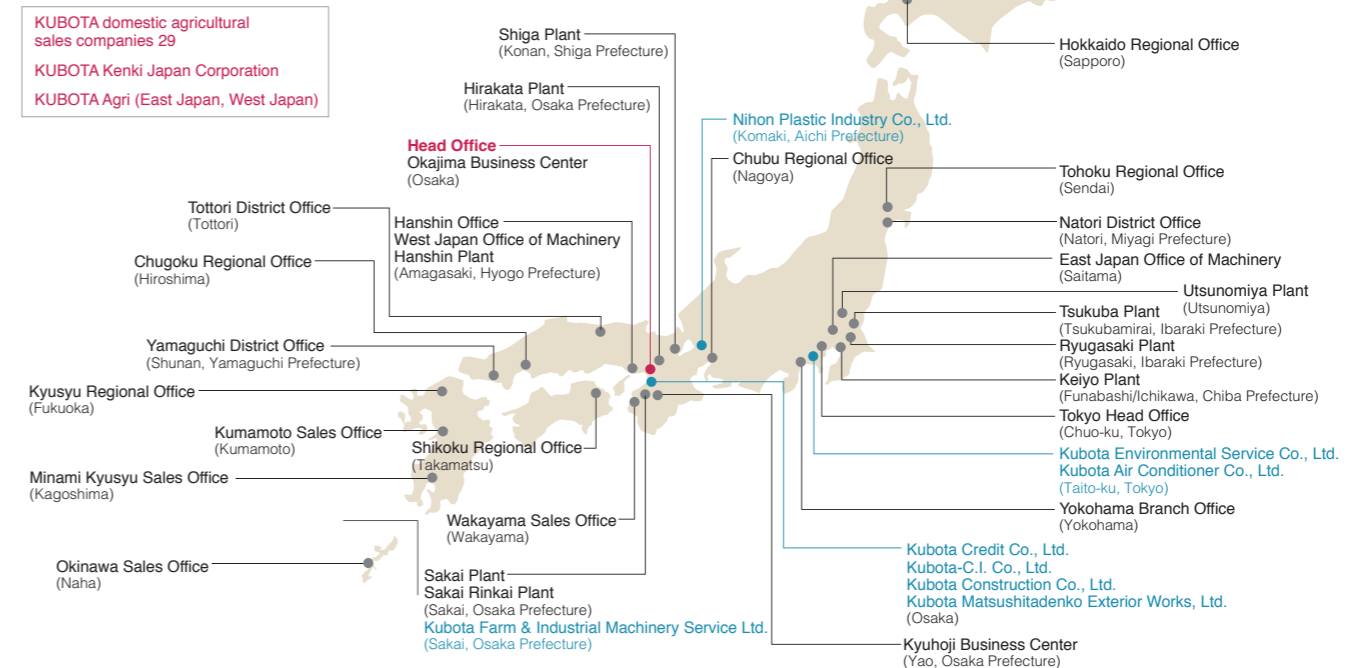 KUBOTA domestic agricultural
sales companies 29
KUBOTA Kenki Japan Corporation
KUBOTA Agri (East Japan, West Japan)
Shiga Plant
(Konan, Shiga Prefecture)
Hirakata Plant
(Hirakata, Osaka Prefecture)
Head Office
Okajima Business Center
(Osaka)
Tottori District Office
(Tottori)
Hanshin Office
West Japan Office of Machinery
Hanshin Plant
(Amagasaki, Hyogo Prefecture)
Chugoku Regional Office
(Hiroshima)
Yamaguchi District Office
(Shunan, Yamaguchi Prefecture)
Kyusyu Regional Office
(Fukuoka)
Kumamoto Sales Office
(Kumamoto)
Shikoku Regional Office
(Takamatsu)
Minami Kyusyu Sales Office
(Kagoshima)
Wakayama Sales Office
(Wakayama)
Okinawa Sales Office
(Naha)
Sakai Plant
Sakai Rinkai Plant
(Sakai, Osaka Prefecture)
Kubota Farm & Industrial Machinery Service Ltd.
(Sakai, Osaka Prefecture)
Nihon Plastic Industry Co., Ltd.
(Komaki, Aichi Prefecture)
Chubu Regional Office
(Nagoya)
Hokkaido Regional Office
(Sapporo)
Tohoku Regional Office
(Sendai)
Natori District Office
(Natori, Miyagi Prefecture)
East Japan Office of Machinery
(Saitama)
Utsunomiya Plant
(Utsunomiya)
Tsukuba Plant
(Tsukubamirai, Ibaraki Prefecture)
Ryugasaki Plant
(Ryugasaki, Ibaraki Prefecture)
Keiyo Plant
(Funabashi/Ichikawa, Chiba Prefecture)
Tokyo Head Office
(Chuo-ku, Tokyo)
Kubota Environmental Service Co., Ltd.
Kubota Air Conditioner Co., Ltd.
(Taito-ku, Tokyo)
Yokohama Branch Office
(Yokohama)
Kubota Credit Co., Ltd.
Kubota-C.I. Co., Ltd.
Kubota Construction Co., Ltd.
Kubota Matsushitadenko Exterior Works, Ltd.
(Osaka)
Kyuhoji Business Center
(Yao, Osaka Prefecture)